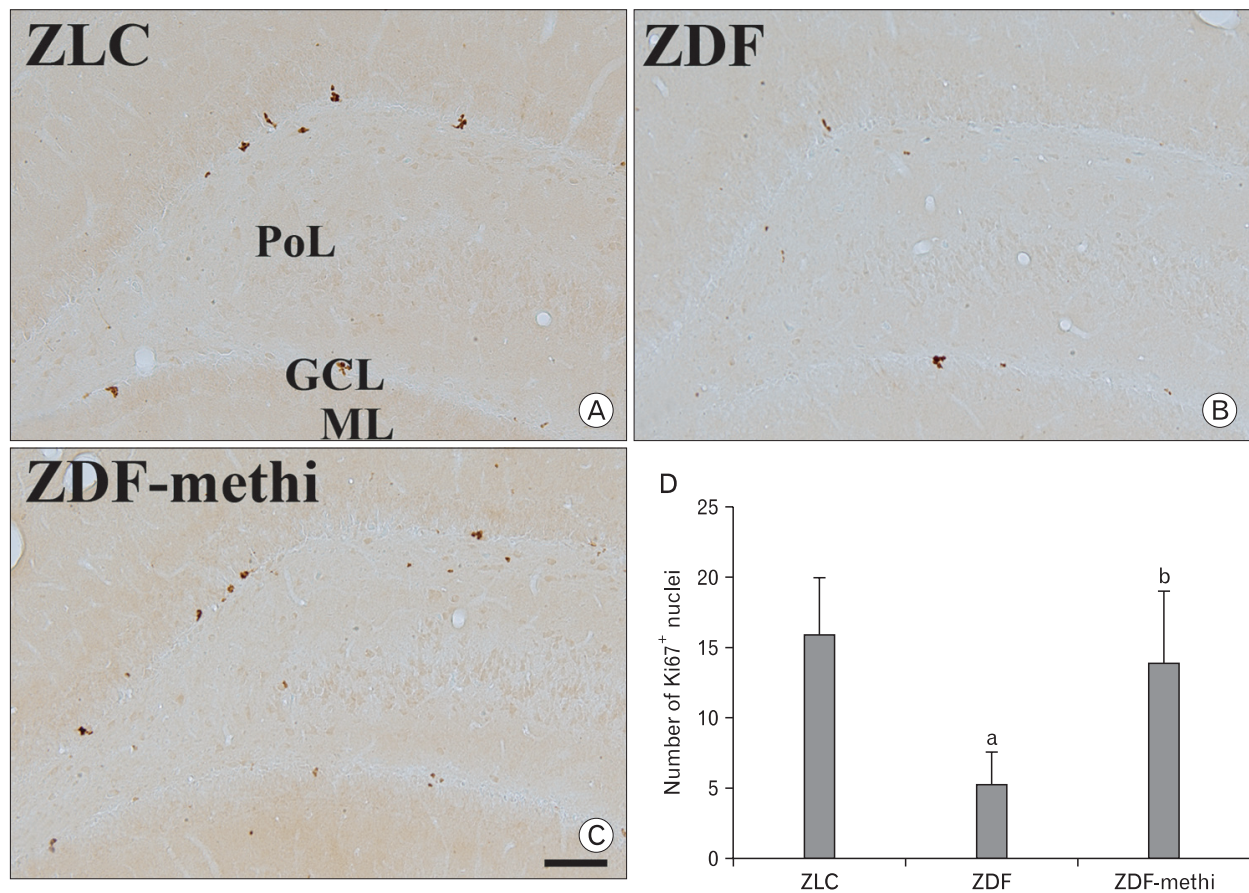 ZLC
PoL
GCL
ML
A
ZDF
B
ZDF-methi
C
D
Number of Ki67⁺ nuclei
25
20
15
10
5
0
a
b
ZLC
ZDF
ZDF-methi